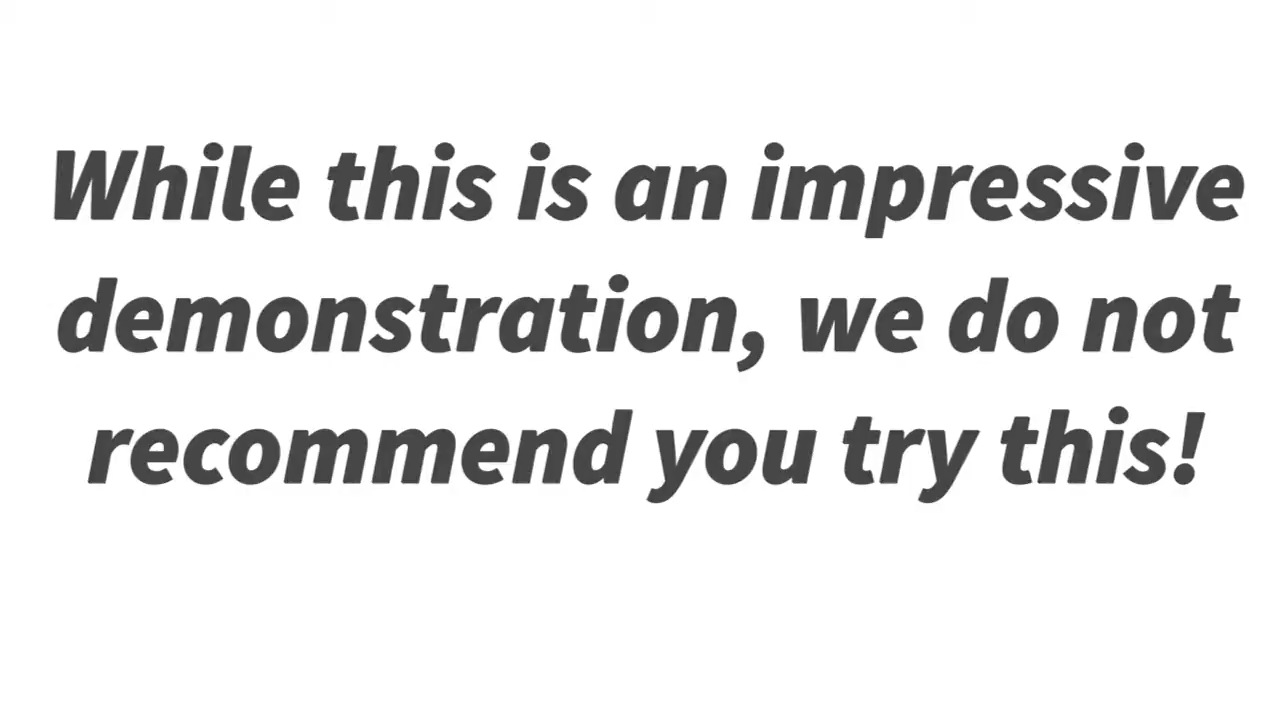 While this is an impressive
demonstration, we do not
recommend you try this!